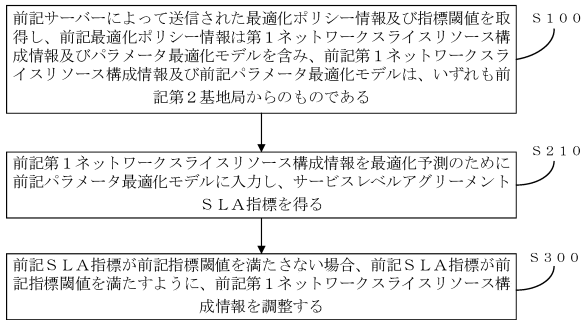 前記サーバーによって送信された最適化ポリシー情報及び指標閾値を取
得し、前記最適化ポリシー情報は第１ネットワークスライスリソース構
成情報及びパラメータ最適化モデルを含み、前記第１ネットワークスラ
イスリソース構成情報及び前記パラメータ最適化モデルは、いずれも前
記第２基地局からのものである
Ｓ１００
前記第１ネットワークスライスリソース構成情報を最適化予測のために
前記パラメータ最適化モデルに入力し、サービスレベルアグリーメント
ＳＬＡ指標を得る
Ｓ２１０
前記ＳＬＡ指標が前記指標閾値を満たさない場合、前記ＳＬＡ指標が前
記指標閾値を満たすように、前記第１ネットワークスライスリソース構
成情報を調整する
Ｓ３００